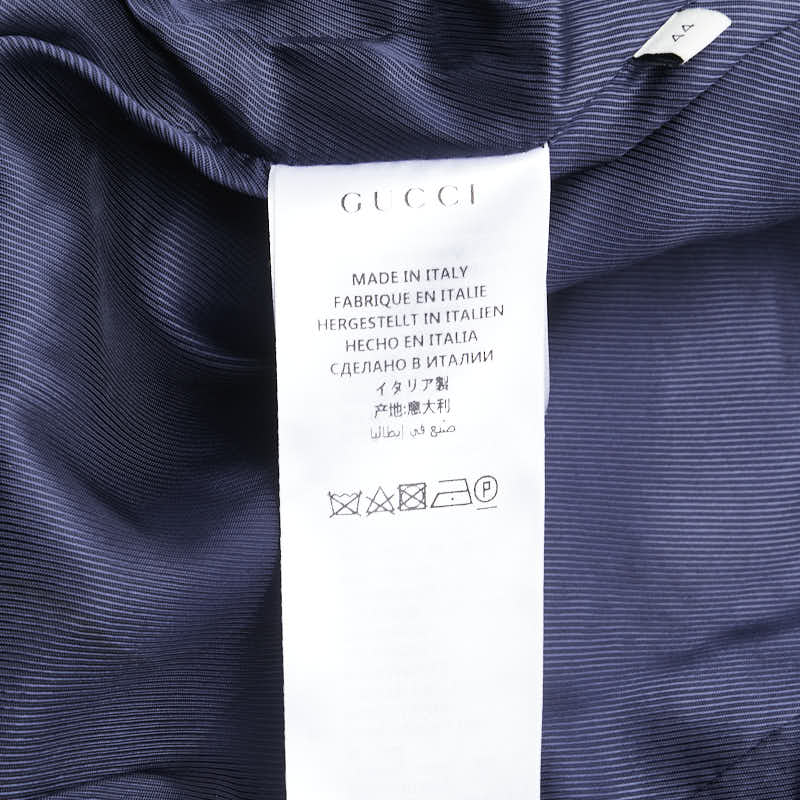 44
GUCCI
MADE IN ITALY
FABRIQUE EN ITALIE
HERGESTELLT IN ITALIEN
HECHO EN ITALIA
СДЕЛАНО В ИТАЛИИ
イタリア製
产地:意大利
صنع في إيطاليا
P